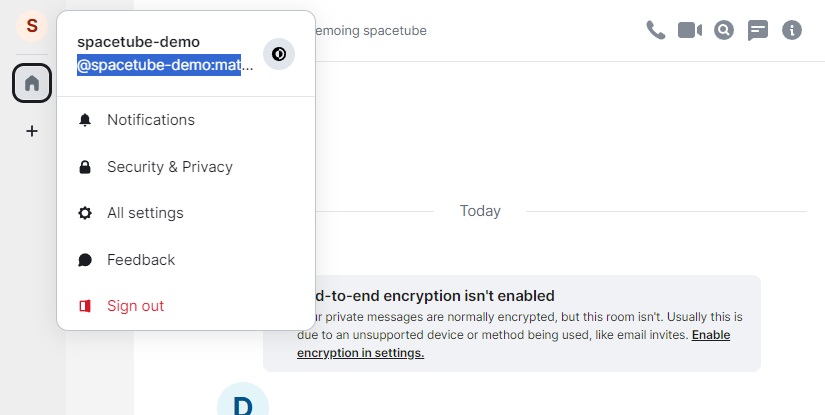 S
spacetube-demo
@spacetube-demo:mat...
emoing spacetube
Notifications
Security & Privacy
All settings
Feedback
Sign out
Today
d-to-end encryption isn't enabled
ur private messages are normally encrypted, but this room isn't. Usually this is
due to an unsupported device or method being used, like email invites. Enable
encryption in settings.
D